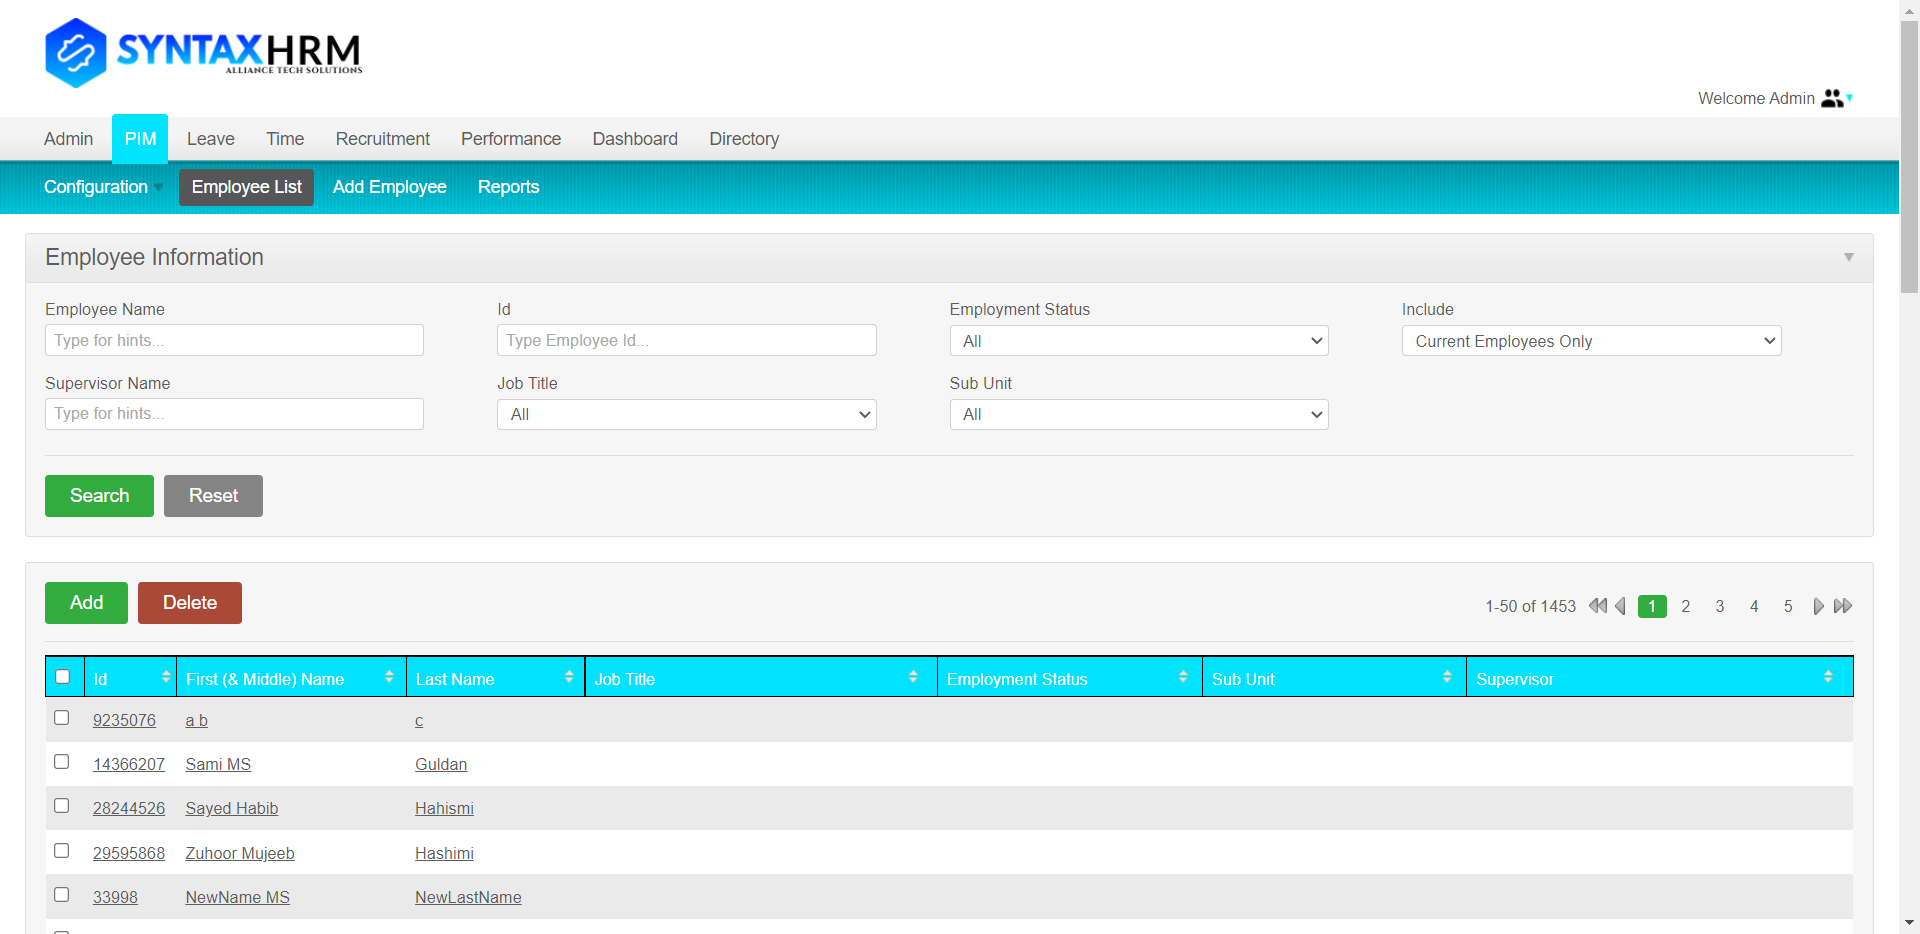 SYNTAXHRM
ALLIANCE TECH SOLUTIONS
Welcome Admin
Admin PIM Leave Time Recruitment Performance Dashboard Directory
Configuration Employee List Add Employee Reports
Employee Information
Employee Name Id Employment Status Include
Type for hints... Type Employee Id... All Current Employees Only
Supervisor Name Job Title Sub Unit
Type for hints... All All
Search Reset
Add Delete 1-50 of 1453 1 2 3 4 5
Id First (& Middle) Name Last Name Job Title Employment Status Sub Unit Supervisor
9235076 a b c
14366207 Sami MS Guldan
28244526 Sayed Habib Hahismi
29595868 Zuhoor Mujeeb Hashimi
33998 NewName MS NewLastName